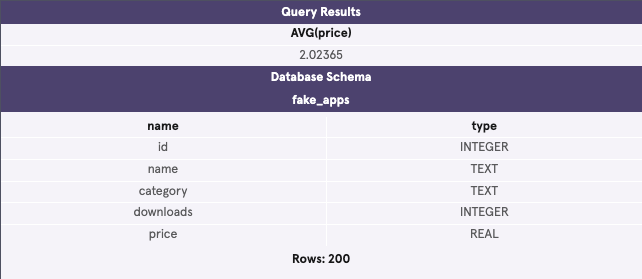 Query Results
AVG(price)
2.02365
Database Schema
fake_apps
name type
id INTEGER
name TEXT
category TEXT
downloads INTEGER
price REAL
Rows: 200